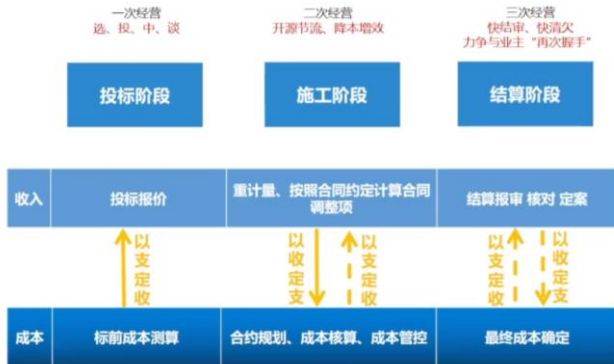 一次经营
选、投、中、谈
二次经营
开源节流、降本增效
三次经营
快结审、快清欠
力争与业主“再次握手”
投标阶段
施工阶段
结算阶段
收入
投标报价
重计量、按照合同约定计算合同
调整项
结算报审 核对 定案
以支定收
以收定支
以支定收
以支定收
以收定支
成本
标前成本测算
合约规划、成本核算、成本管控
最终成本确定